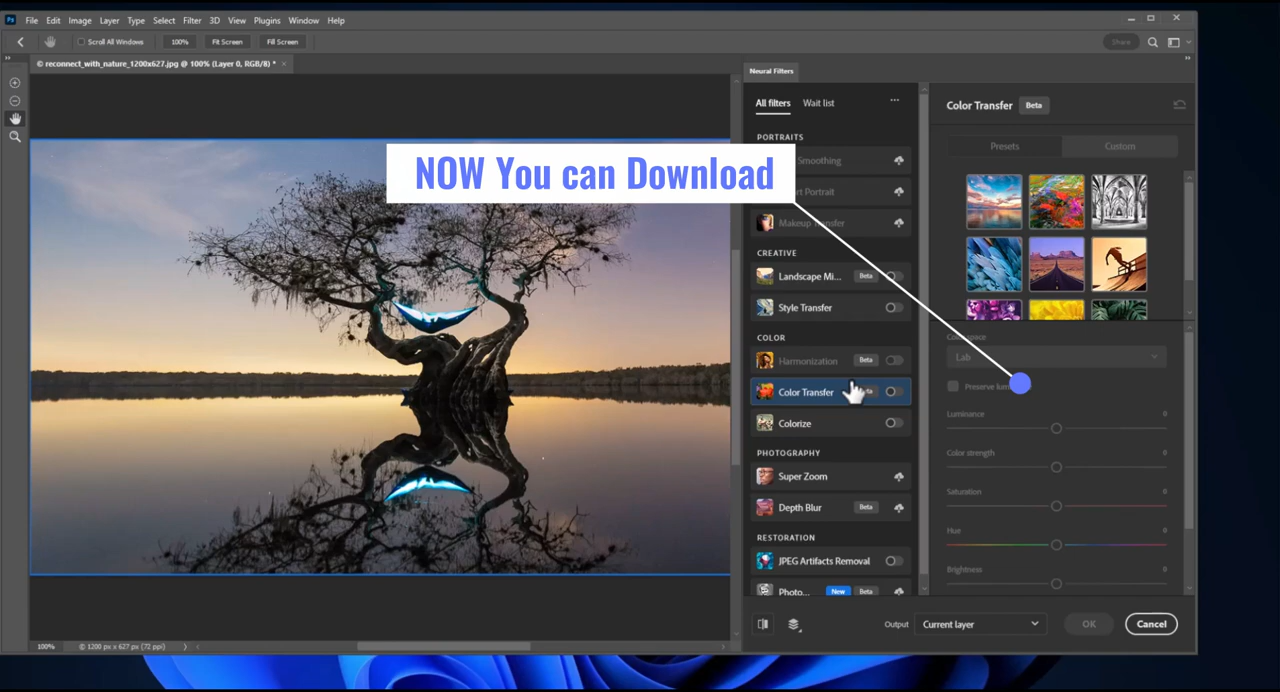 Ps File Edit Image Layer Type Select Filter 3D View Plugins Window Help
Scroll All Windows 100% Fit Screen Fill Screen Share
© reconnect_with_nature_1200x627.jpg @ 100% (Layer 0, RGB/8) * ×
Neural Filters
All filters Wait list ...
PORTRAITS
Smoothing
Portrait
Makeup Transfer
CREATIVE
Landscape Mi... Beta
Style Transfer
COLOR
Harmonization Beta
Color Transfer
Colorize
PHOTOGRAPHY
Super Zoom
Depth Blur Beta
RESTORATION
JPEG Artifacts Removal
Photo... New Beta
NOW You can Download
Color Transfer Beta
Presets Custom
Color space
Lab
Preserve
Luminance 0
Color strength 0
Saturation 0
Hue 0
Brightness 0
Output Current layer OK Cancel
100% © 1200 px x 627 px (72 ppi)